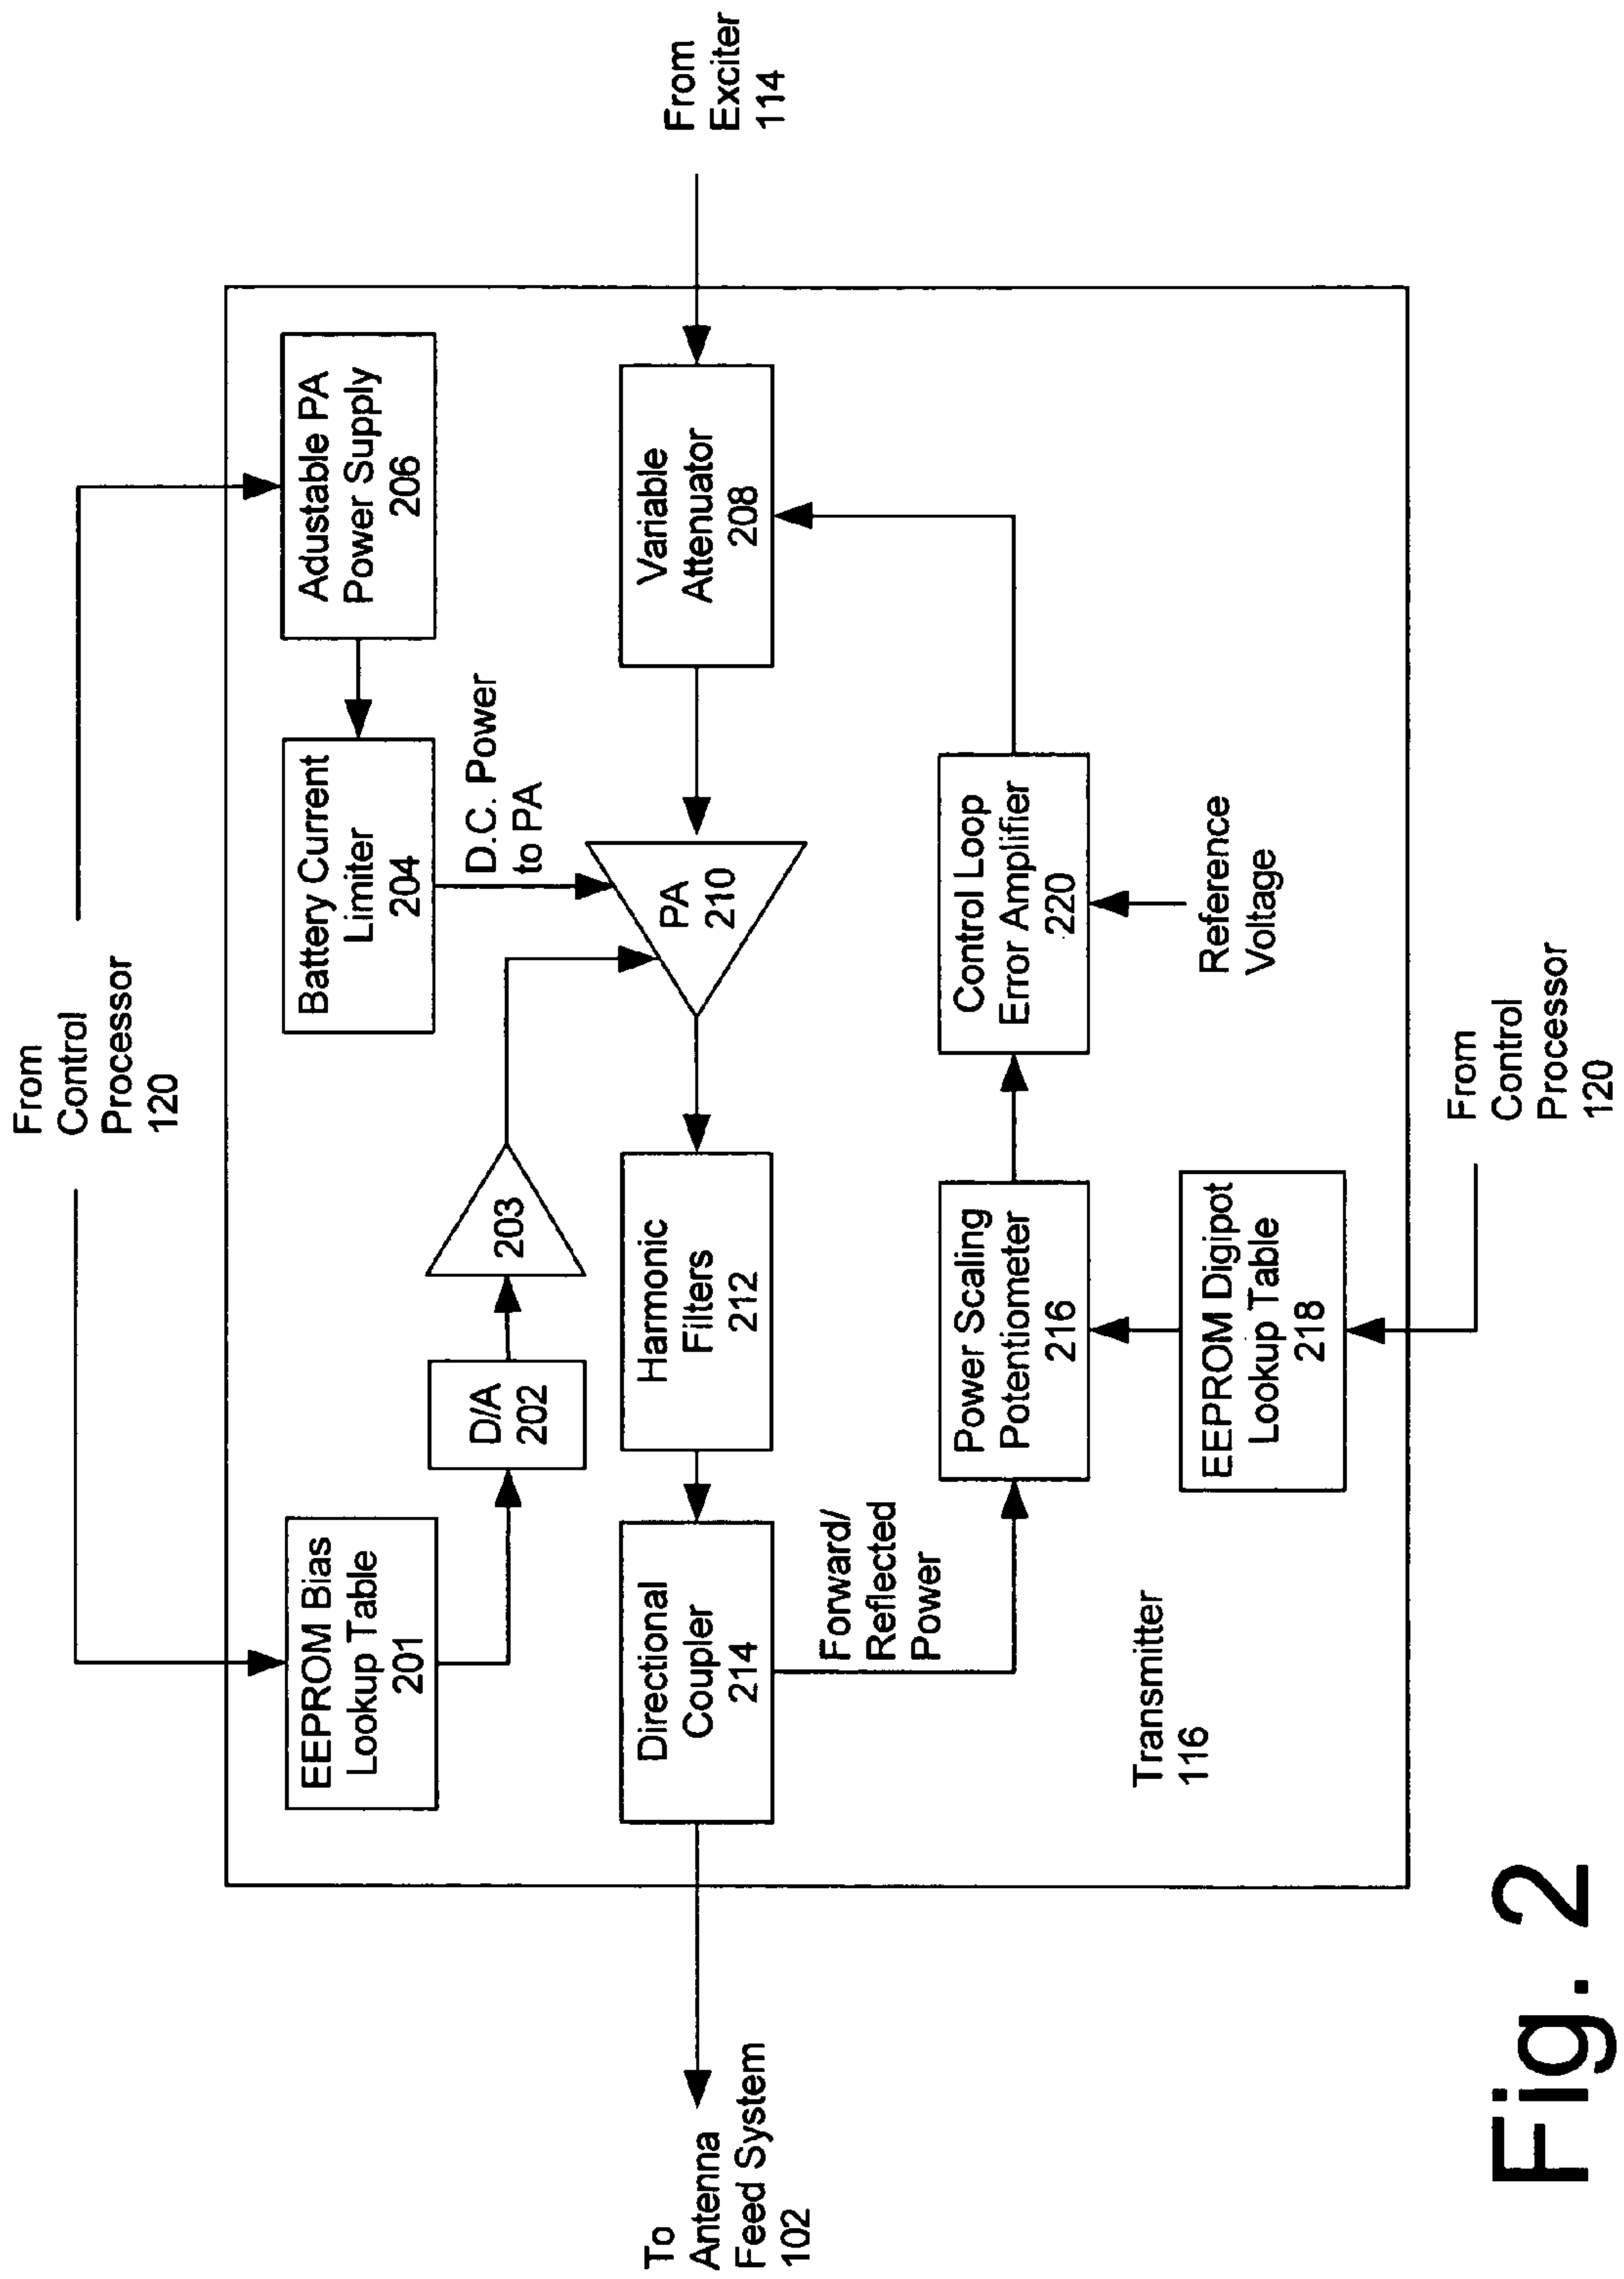 From
Control
Processor
120
EEPROM Bias
Lookup Table
201
D/A
202
203
Battery Current
Limiter
204
Adustable PA
Power Supply
206
D.C. Power
to PA
To
Antenna
Feed System
102
Directional
Coupler
214
Harmonic
Filters
212
PA
210
Variable
Attenuator
208
From
Exciter
114
Forward/
Reflected
Power
Power Scaling
Potentiometer
216
Control Loop
Error Amplifier
220
Reference
Voltage
EEPROM Digipot
Lookup Table
218
Transmitter
116
From
Control
Processor
120
Fig. 2